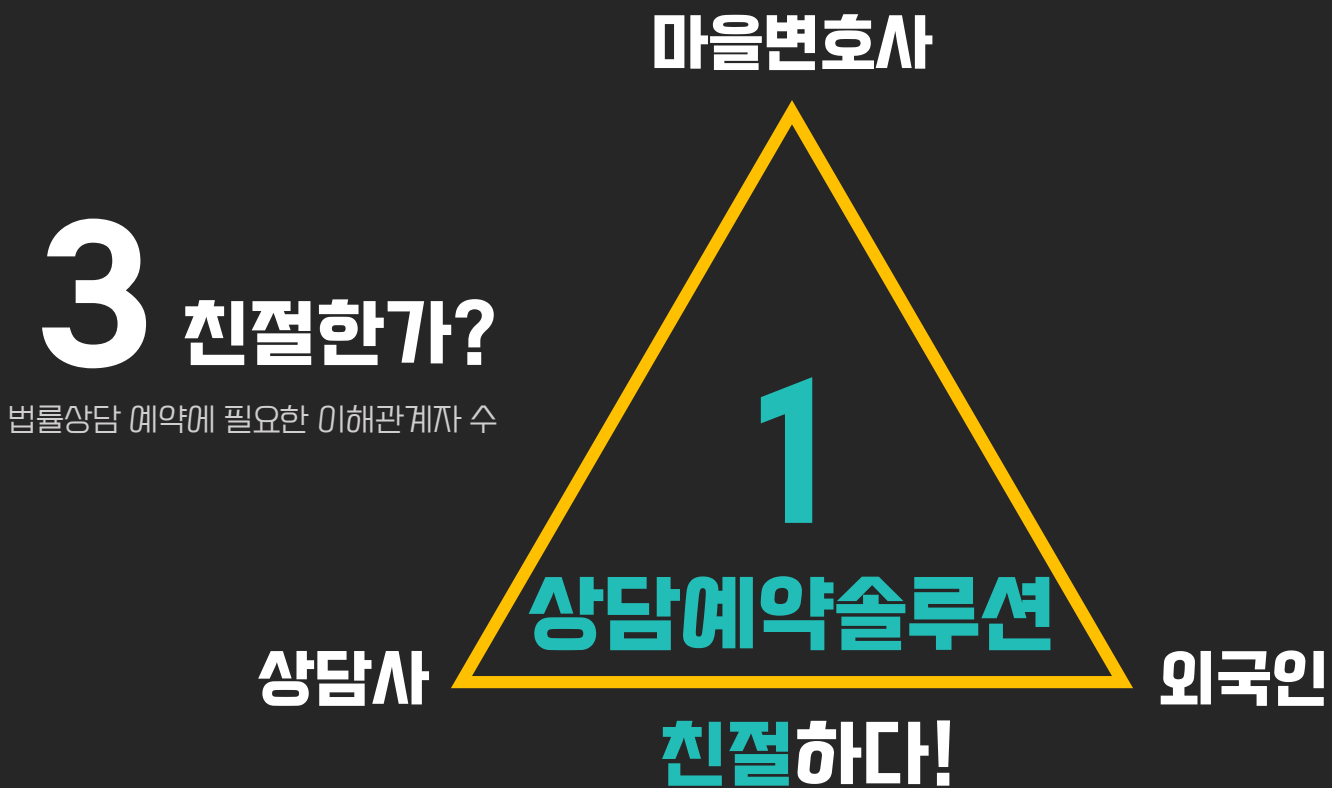 마을변호사
3 친절한가?
법률상담 예약에 필요한 이해관계자 수
1
상담예약솔루션
상담사
외국인
친절하다!